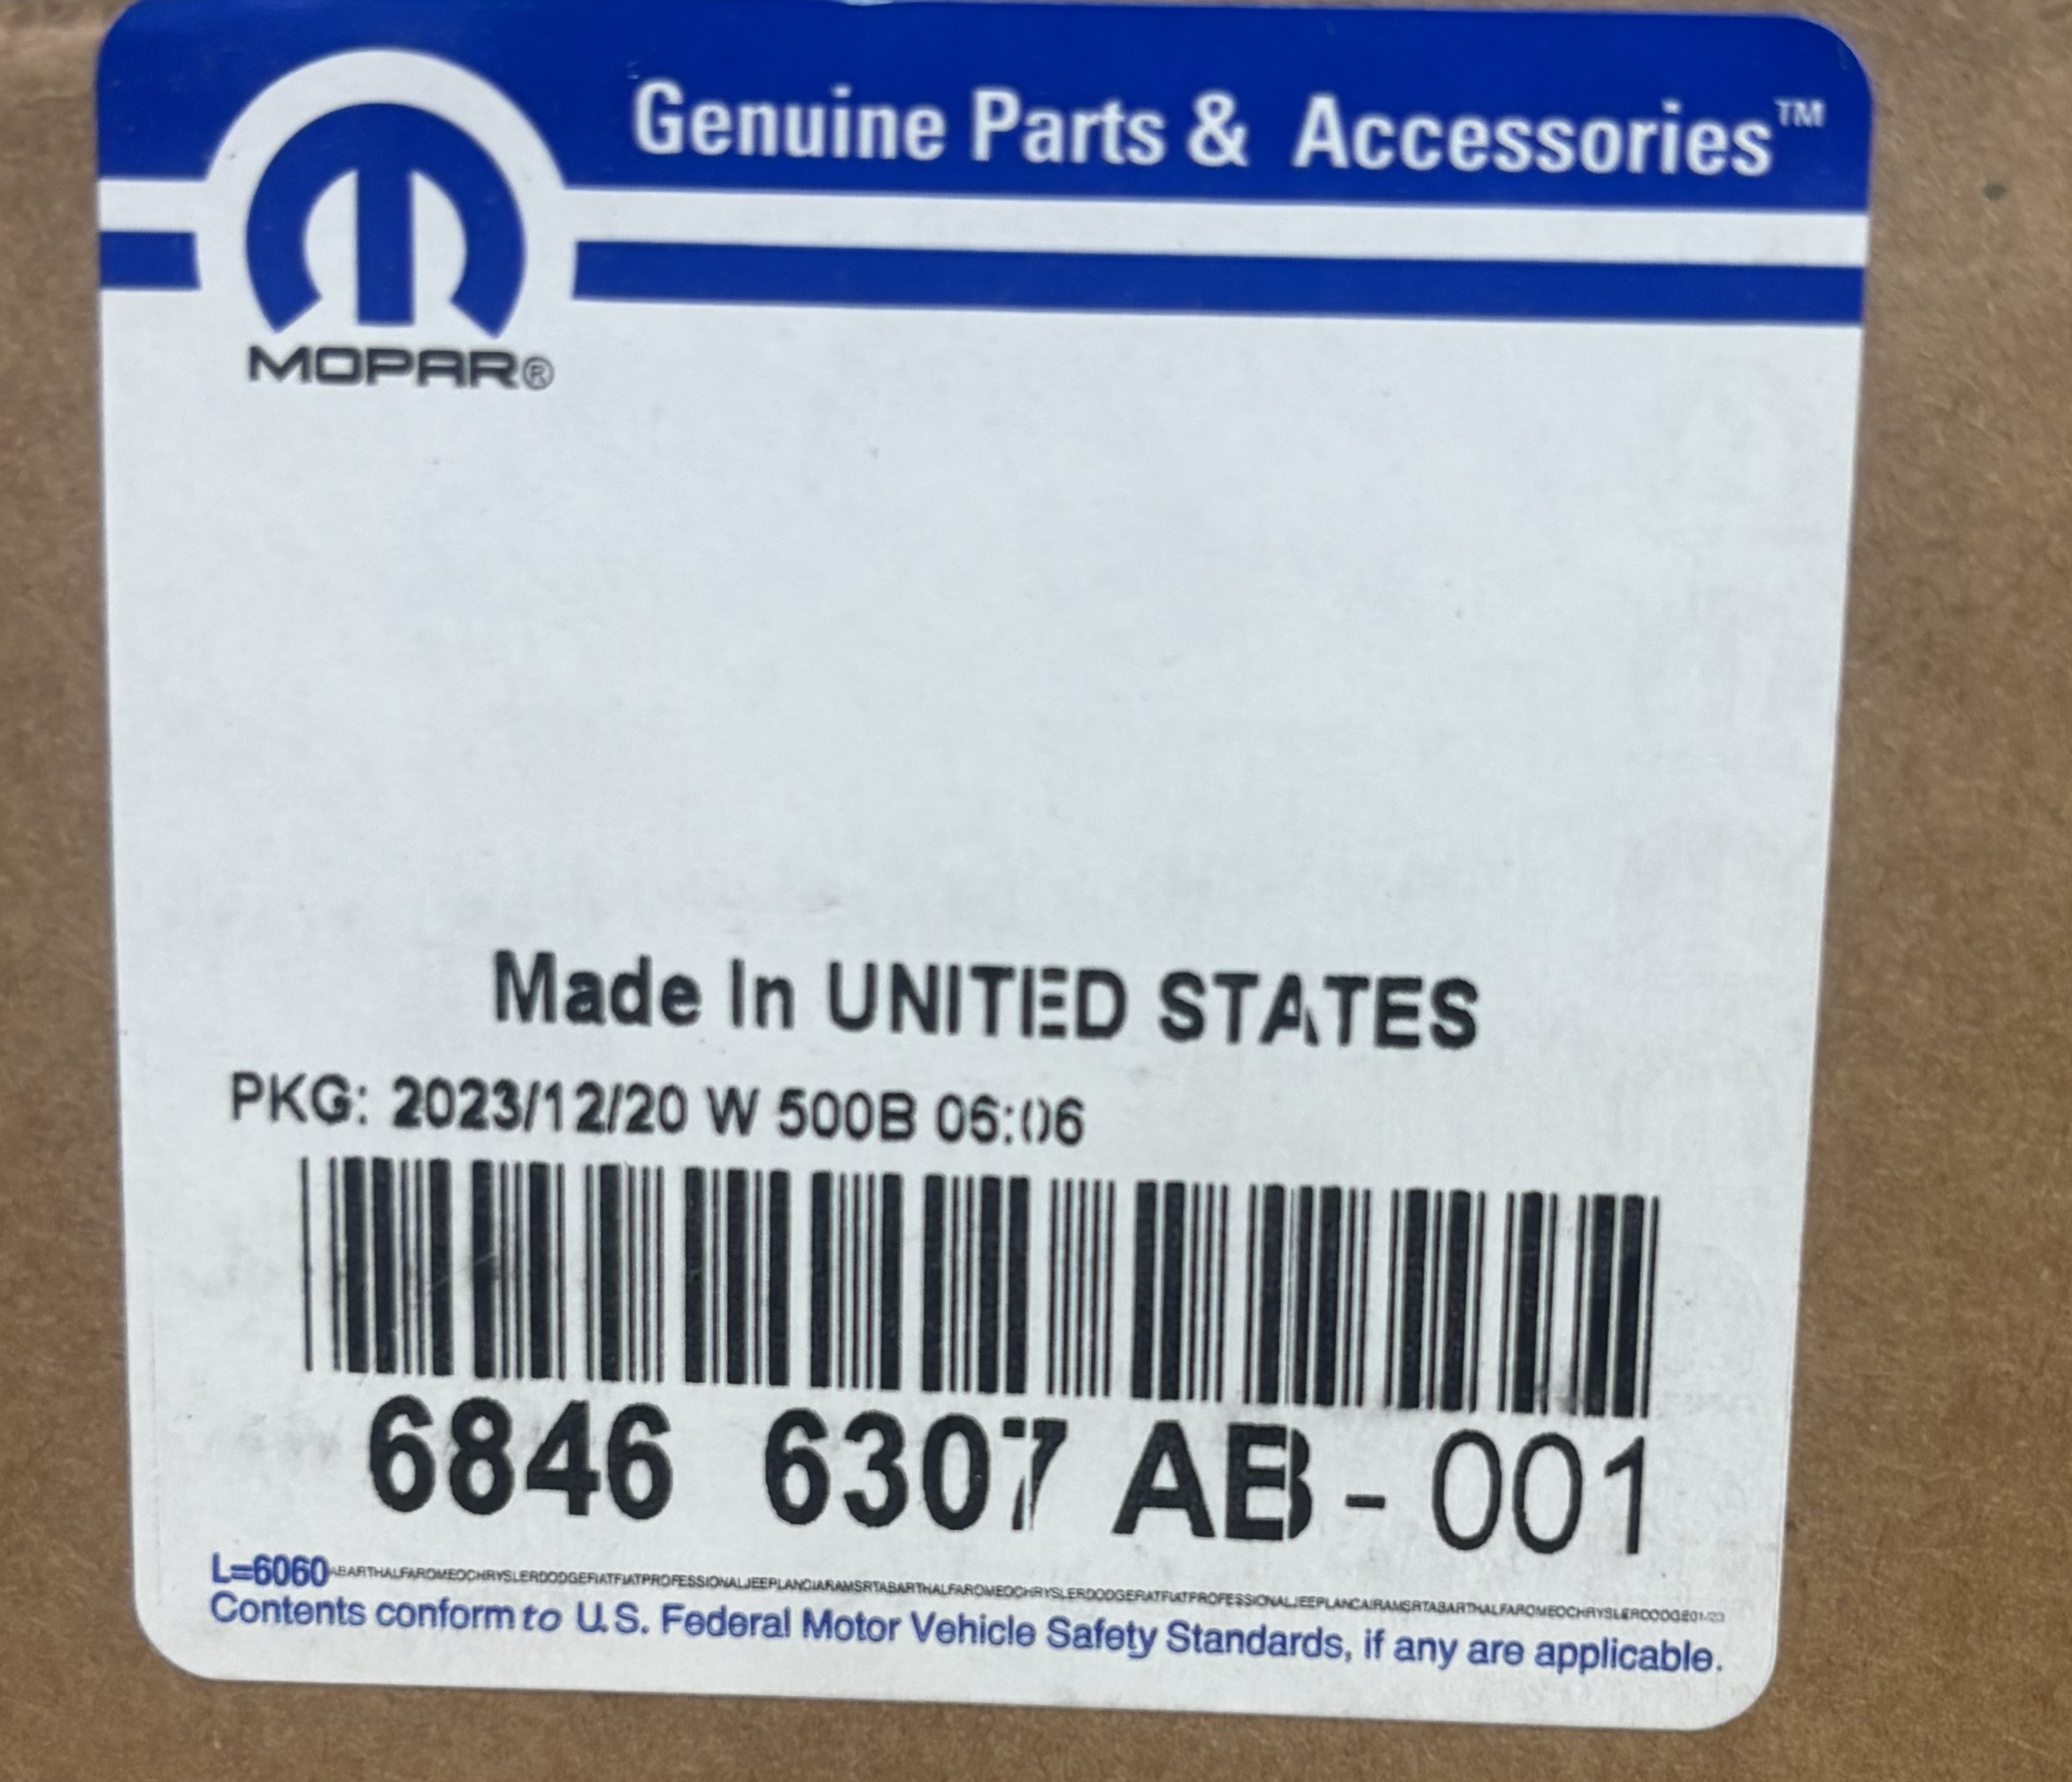 Genuine Parts & Accessories™
MOPAR®
Made In UNITED STATES
PKG: 2023/12/20 W 500B 06:06
6846 6307 AB - 001
L=6060
Contents conform to U.S. Federal Motor Vehicle Safety Standards, if any are applicable.